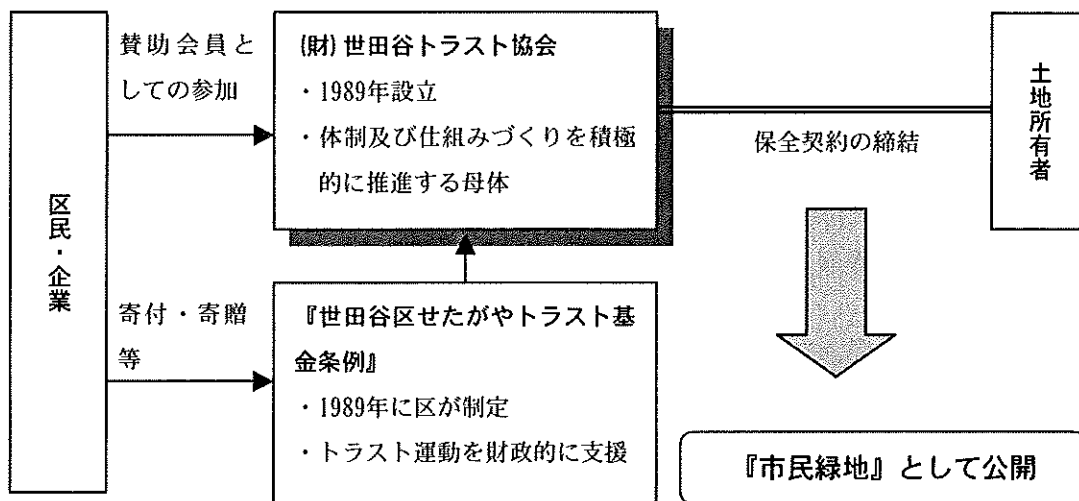 区民・企業
賛助会員と
しての参加
(財)世田谷トラスト協会
・1989年設立
・体制及び仕組みづくりを積極
的に推進する母体
保全契約の締結
土地所有者
寄付・寄贈
等
『世田谷区せたがやトラスト基
金条例』
・1989年に区が制定
・トラスト運動を財政的に支援
『市民緑地』として公開